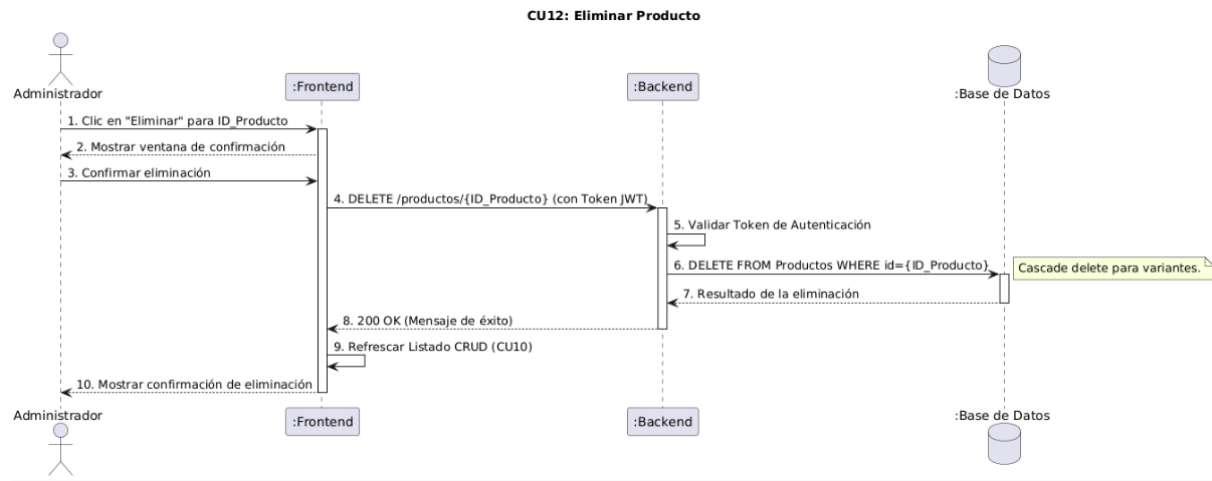 CU12: Eliminar Producto
Administrador
:Frontend
:Backend
:Base de Datos
1. Clic en "Eliminar" para ID_Producto
2. Mostrar ventana de confirmación
3. Confirmar eliminación
4. DELETE /productos/{ID_Producto} (con Token JWT)
5. Validar Token de Autenticación
6. DELETE FROM Productos WHERE id={ID_Producto}
Cascade delete para variantes.
7. Resultado de la eliminación
8. 200 OK (Mensaje de éxito)
9. Refrescar Listado CRUD (CU10)
10. Mostrar confirmación de eliminación
Administrador
:Frontend
:Backend
:Base de Datos